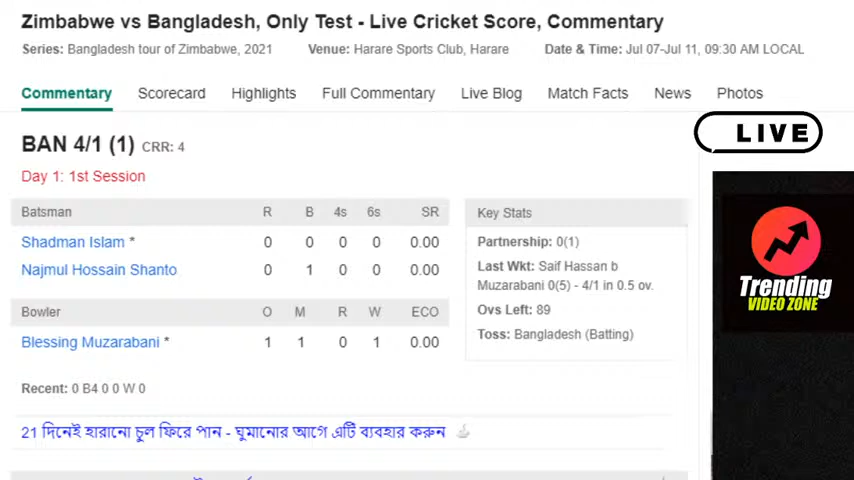 Zimbabwe vs Bangladesh, Only Test - Live Cricket Score, Commentary
Series: Bangladesh tour of Zimbabwe, 2021 Venue: Harare Sports Club, Harare Date & Time: Jul 07-Jul 11, 09:30 AM LOCAL
Commentary Scorecard Highlights Full Commentary Live Blog Match Facts News Photos
LIVE
BAN 4/1 (1) CRR: 4
Day 1: 1st Session
Batsman R B 4s 6s SR
Shadman Islam * 0 0 0 0 0.00
Najmul Hossain Shanto 0 1 0 0 0.00
Bowler O M R W ECO
Blessing Muzarabani * 1 1 0 1 0.00
Key Stats
Partnership: 0(1)
Last Wkt: Saif Hassan b
Muzarabani 0(5) - 4/1 in 0.5 ov.
Ovs Left: 89
Toss: Bangladesh (Batting)
Trending
VIDEO ZONE
Recent: 0 B4 0 0 W 0
21 দিনেই হারানো চুল ফিরে পান - ঘুমানোর আগে এটি ব্যবহার করুন